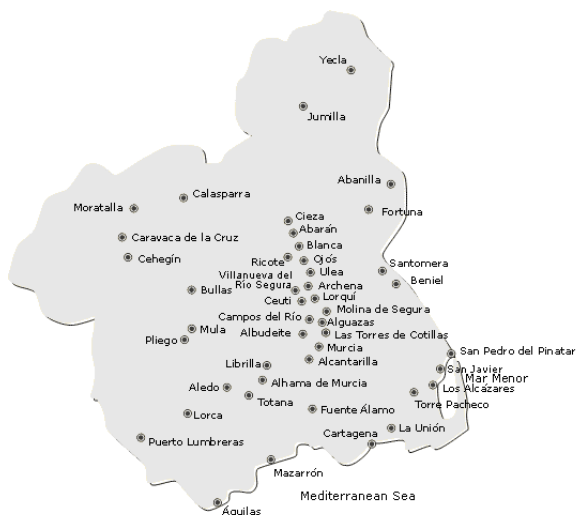 Yecla
Jumilla
Abanilla
Calasparra
Moratalla
Fortuna
Cieza
Abarán
Caravaca de la Cruz
Blanca
Cehegín
Ricote
Ojós
Santomera
Ulea
Villanueva del
Río Segura
Archena
Beniel
Bullas
Ceuti
Lorquí
Molina de Segura
Campos del Río
Alguazas
Mula
Albudeite
Las Torres de Cotillas
Pliego
Murcia
San Pedro del Pinatar
Alcantarilla
Librilla
San Javier
Mar Menor
Alhama de Murcia
Aledo
Los Alcázares
Totana
Torre Pacheco
Lorca
Fuente Álamo
La Unión
Cartagena
Puerto Lumbreras
Mazarrón
Mediterranean Sea
Águilas